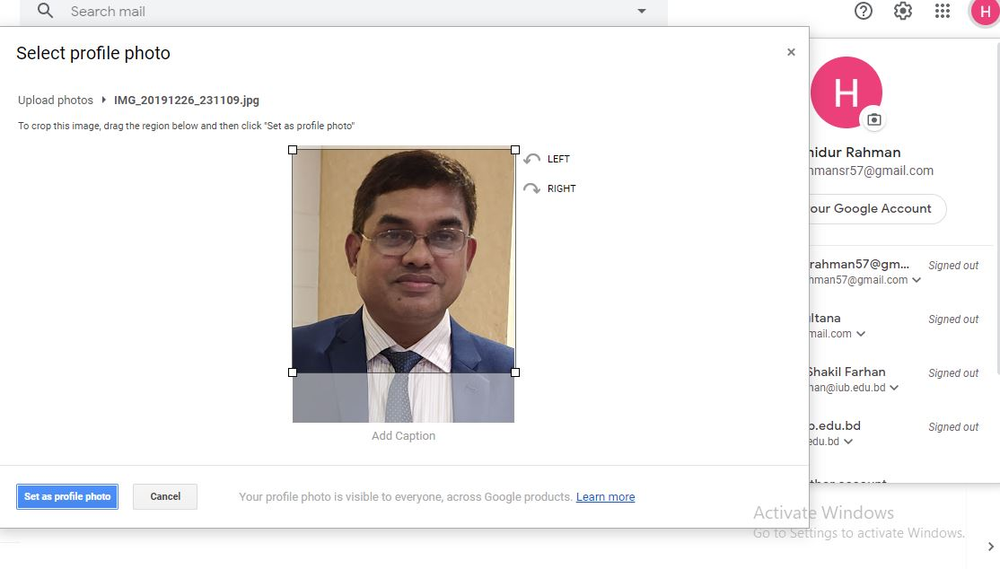 Search mail
H
Select profile photo
×
Upload photos IMG_20191226_231109.jpg
To crop this image, drag the region below and then click "Set as profile photo"
LEFT
RIGHT
Add Caption
Set as profile photo
Cancel
Your profile photo is visible to everyone, across Google products. Learn more
H
hidur Rahman
hmansr57@gmail.com
our Google Account
rahman57@gm...
Signed out
hman57@gmail.com
ltana
Signed out
mail.com
Shakil Farhan
Signed out
han@iub.edu.bd
b.edu.bd
Signed out
edu.bd
Activate Windows
Go to Settings to activate Windows.